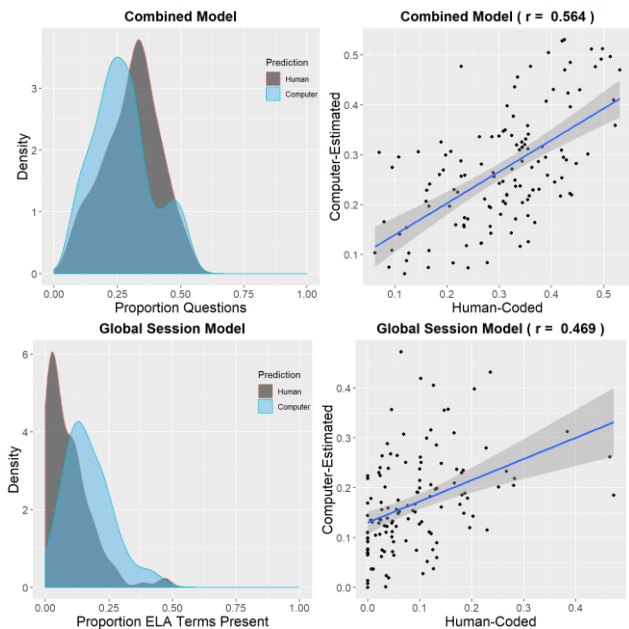 Combined Model
Density
3
2
1
0
0.00 0.25 0.50 0.75 1.00
Proportion Questions
Prediction
Human
Computer
Combined Model ( r = 0.564 )
Computer-Estimated
0.5
0.4
0.3
0.2
0.1
0.1 0.2 0.3 0.4 0.5
Human-Coded
Global Session Model
Density
6
4
2
0
0.00 0.25 0.50 0.75 1.00
Proportion ELA Terms Present
Prediction
Human
Computer
Global Session Model ( r = 0.469 )
Computer-Estimated
0.4
0.3
0.2
0.1
0.0
0.0 0.1 0.2 0.3 0.4
Human-Coded